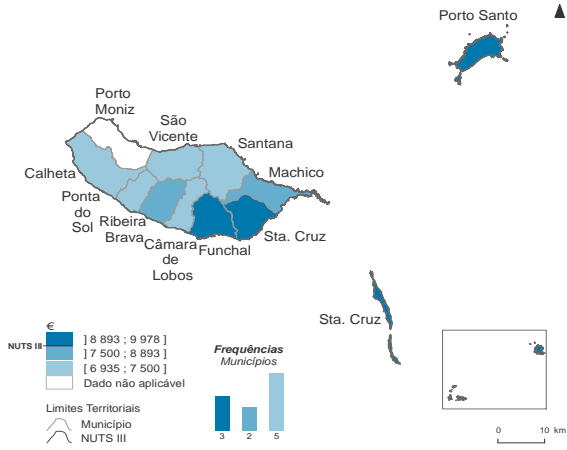 Porto Santo
Porto
Moniz
São
Vicente
Santana
Machico
Calheta
Ponta
do
Sol
Ribeira
Brava
Câmara
de
Lobos
Funchal
Sta. Cruz
Sta. Cruz
€
NUTS III
] 8 893 ; 9 978 ]
] 7 500 ; 8 893 ]
[ 6 935 ; 7 500 ]
Dado não aplicável
Limites Territoriais
Município
NUTS III
Frequências
Municípios
3 2 5
0 10 km